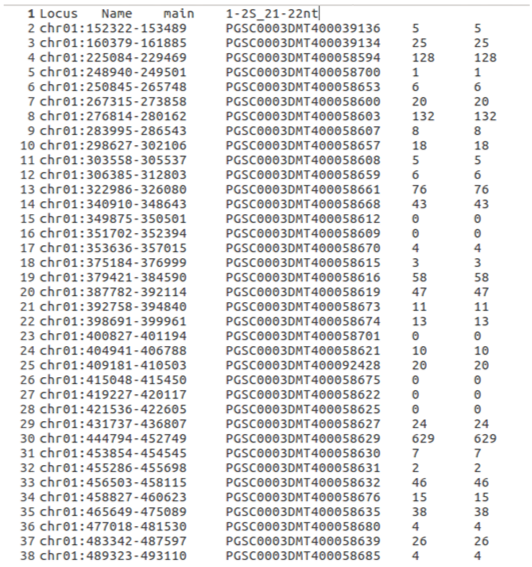 1 Locus Name main 1-2S_21-22nt
2 chr01:152322-153489 PGSC0003DMT400039136 5 5
3 chr01:160379-161885 PGSC0003DMT400039134 25 25
4 chr01:225084-229469 PGSC0003DMT400058594 128 128
5 chr01:248940-249501 PGSC0003DMT400058700 1 1
6 chr01:250845-265748 PGSC0003DMT400058653 6 6
7 chr01:267315-273858 PGSC0003DMT400058600 20 20
8 chr01:276814-280162 PGSC0003DMT400058603 132 132
9 chr01:283995-286543 PGSC0003DMT400058607 8 8
10 chr01:298627-302106 PGSC0003DMT400058657 18 18
11 chr01:303558-305537 PGSC0003DMT400058608 5 5
12 chr01:306385-312803 PGSC0003DMT400058659 6 6
13 chr01:322986-326080 PGSC0003DMT400058661 76 76
14 chr01:340910-348643 PGSC0003DMT400058668 43 43
15 chr01:349875-350501 PGSC0003DMT400058612 0 0
16 chr01:351702-352394 PGSC0003DMT400058609 0 0
17 chr01:353636-357015 PGSC0003DMT400058670 4 4
18 chr01:375184-376999 PGSC0003DMT400058615 3 3
19 chr01:379421-384590 PGSC0003DMT400058616 58 58
20 chr01:387782-392114 PGSC0003DMT400058619 47 47
21 chr01:392758-394840 PGSC0003DMT400058673 11 11
22 chr01:398691-399961 PGSC0003DMT400058674 13 13
23 chr01:400827-401194 PGSC0003DMT400058701 0 0
24 chr01:404941-406788 PGSC0003DMT400058621 10 10
25 chr01:409181-410503 PGSC0003DMT400092428 20 20
26 chr01:415048-415450 PGSC0003DMT400058675 0 0
27 chr01:419227-420117 PGSC0003DMT400058622 0 0
28 chr01:421536-422605 PGSC0003DMT400058625 0 0
29 chr01:431737-436807 PGSC0003DMT400058627 24 24
30 chr01:444794-452749 PGSC0003DMT400058629 629 629
31 chr01:453854-454545 PGSC0003DMT400058630 7 7
32 chr01:455286-455698 PGSC0003DMT400058631 2 2
33 chr01:456503-458115 PGSC0003DMT400058632 46 46
34 chr01:458827-460623 PGSC0003DMT400058676 15 15
35 chr01:465649-475089 PGSC0003DMT400058635 38 38
36 chr01:477018-481530 PGSC0003DMT400058680 4 4
37 chr01:483342-487597 PGSC0003DMT400058639 26 26
38 chr01:489323-493110 PGSC0003DMT400058685 4 4